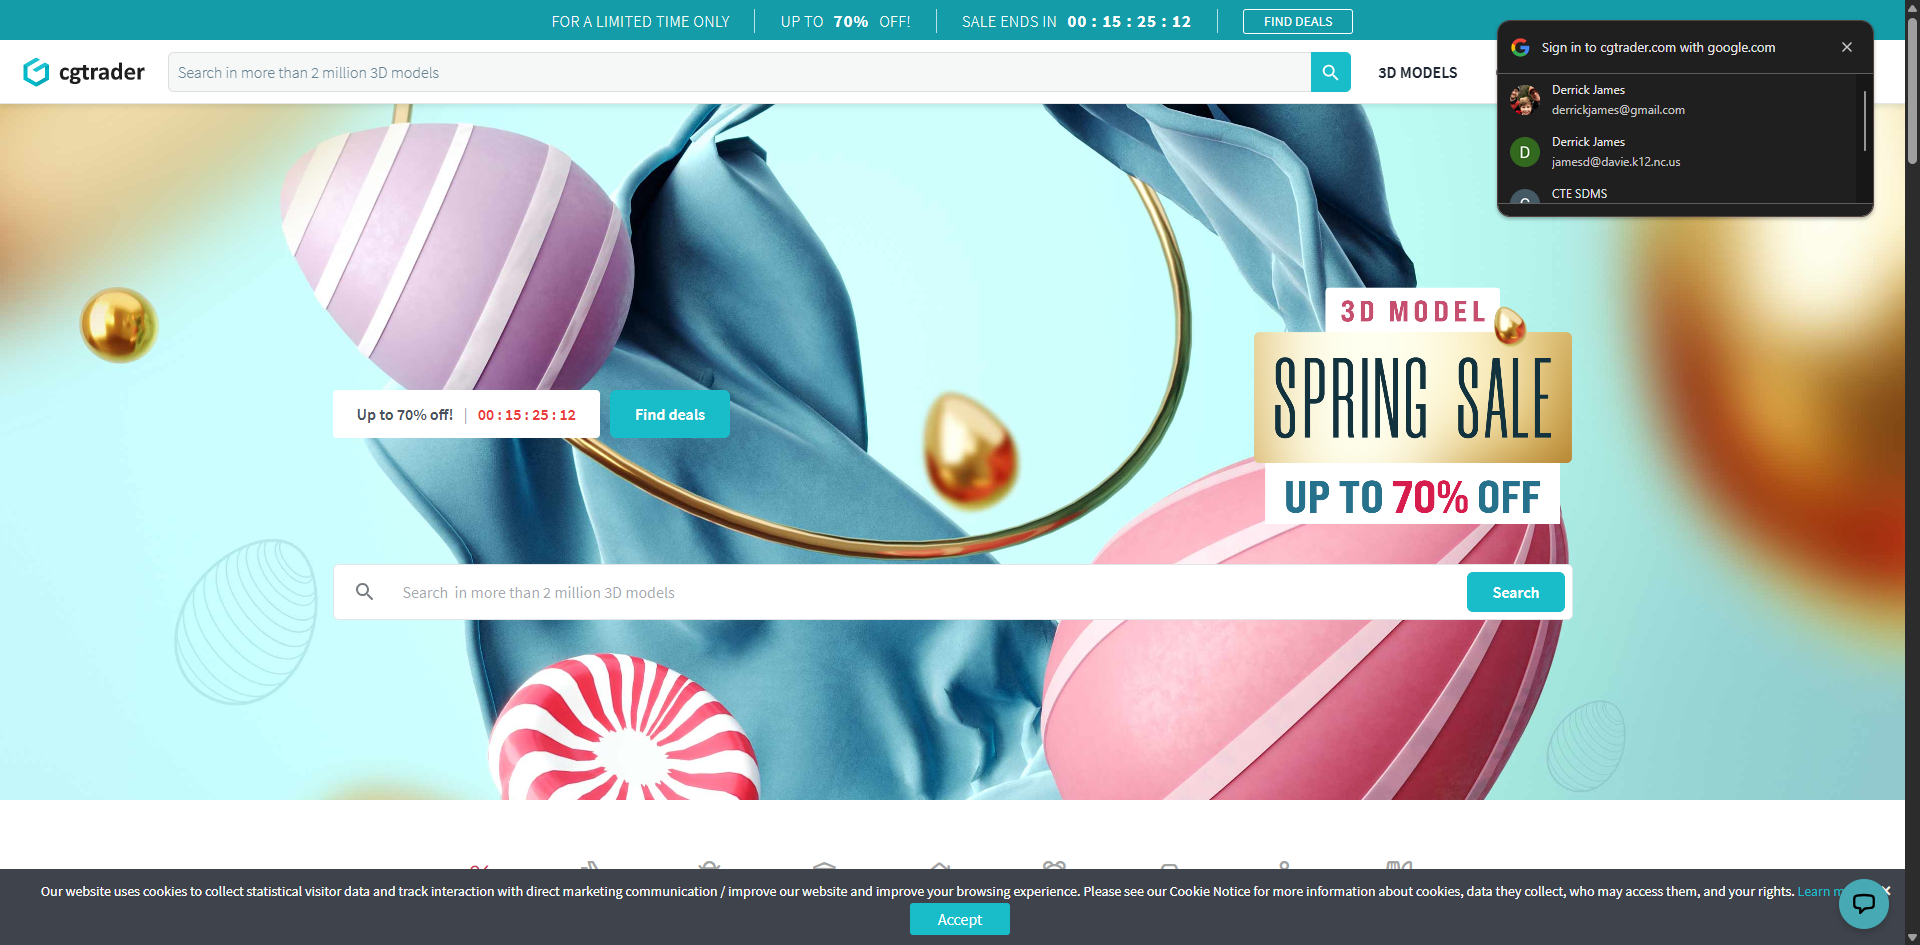 FOR A LIMITED TIME ONLY
UP TO 70% OFF!
SALE ENDS IN 00 : 15 : 25 : 12
FIND DEALS
cgtrader
Search in more than 2 million 3D models
3D MODELS
Sign in to cgtrader.com with google.com
Derrick James
derrickjames@gmail.com
D
Derrick James
jamesd@davie.k12.nc.us
CTE SDMS
3D MODEL
SPRING SALE
UP TO 70% OFF
Up to 70% off! | 00 : 15 : 25 : 12
Find deals
Search in more than 2 million 3D models
Search
Our website uses cookies to collect statistical visitor data and track interaction with direct marketing communication / improve our website and improve your browsing experience. Please see our Cookie Notice for more information about cookies, data they collect, who may access them, and your rights. Learn
Accept